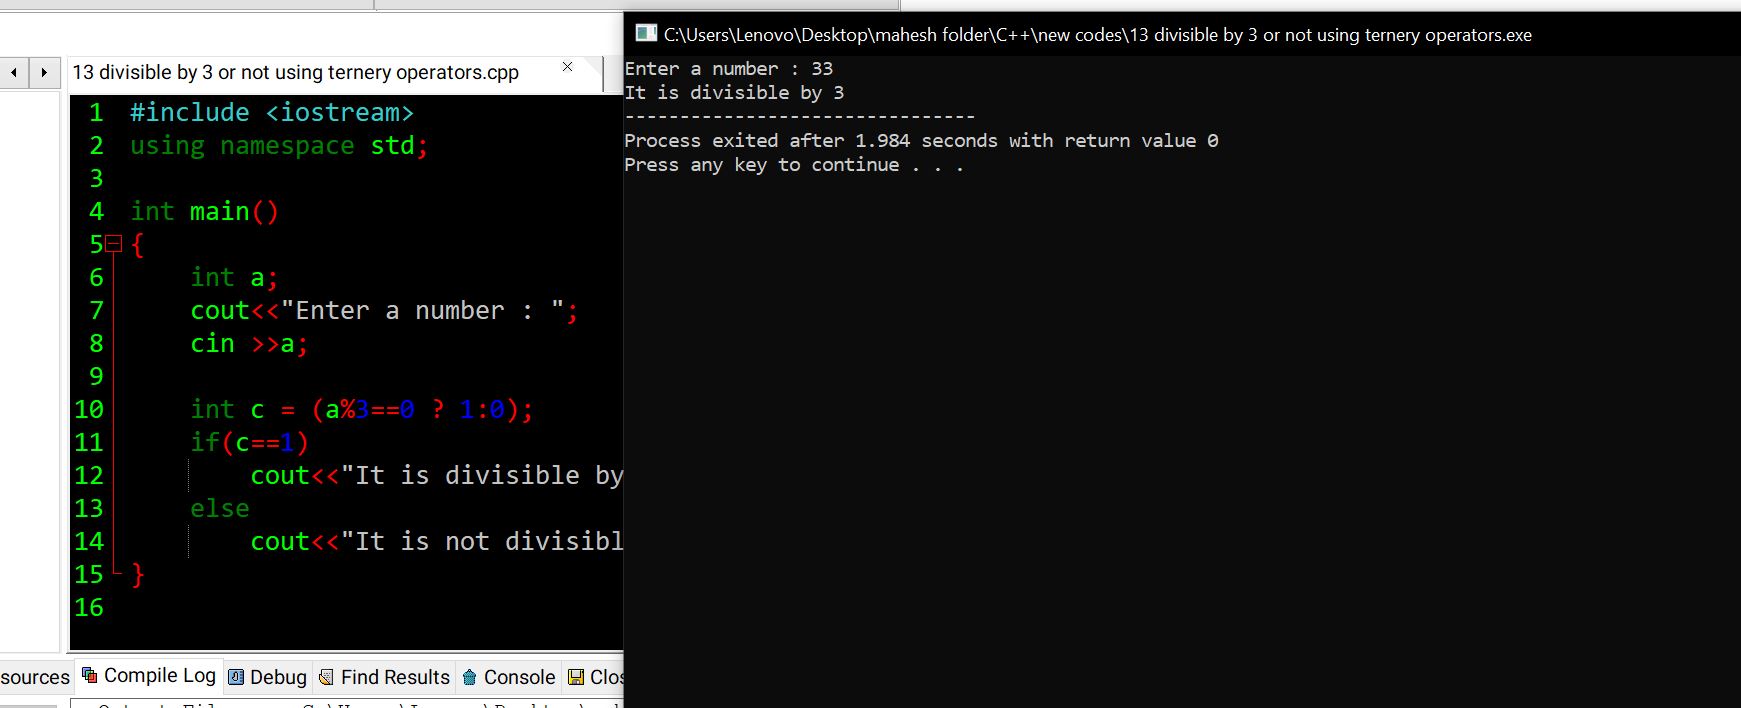 C:\Users\Lenovo\Desktop\mahesh folder\C++\new codes\13 divisible by 3 or not using ternery operators.exe
Enter a number : 33
It is divisible by 3
--------------------------------
Process exited after 1.984 seconds with return value 0
Press any key to continue . . .
13 divisible by 3 or not using ternery operators.cpp
1 #include <iostream>
2 using namespace std;
3
4 int main()
5 {
6 int a;
7 cout<<"Enter a number : ";
8 cin >>a;
9
10 int c = (a%3==0 ? 1:0);
11 if(c==1)
12 cout<<"It is divisible by
13 else
14 cout<<"It is not divisibl
15 }
16
sources Compile Log Debug Find Results Console Clos